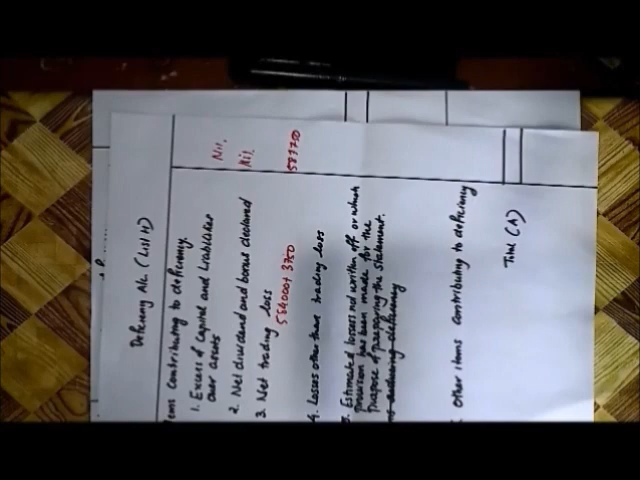 Deficiency A/c. (List H)
Items Contributing to deficiency.
1. Excess of Capital and Liabilities
over assets
Nil.
2. Net dividend and bonus declared
Nil.
3. Net trading loss
584000+ 3750
587750
4. Losses other than trading loss
5. Estimated losses not written off or which
provision has been made for the
purpose of preparing the statement.
other items contributing to deficiency
Total (A)